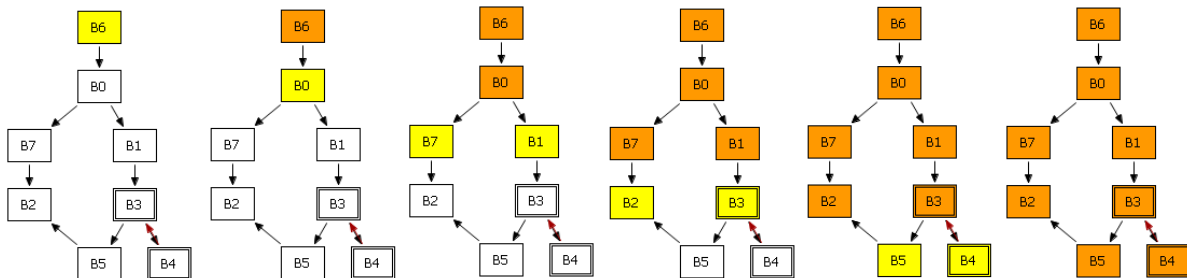 B6 B6 B6 B6 B6 B6
B0 B0 B0 B0 B0 B0
B7 B1 B7 B1 B7 B1 B7 B1 B7 B1 B7 B1
B2 B3 B2 B3 B2 B3 B2 B3 B2 B3 B2 B3
B5 B4 B5 B4 B5 B4 B5 B4 B5 B4 B5 B4